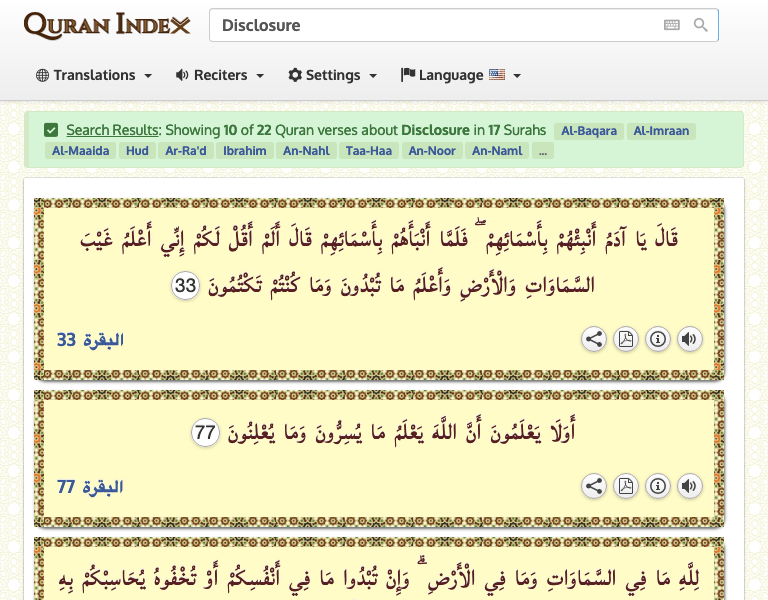 QURAN INDEX
Disclosure
Translations Reciters Settings Language
Search Results: Showing 10 of 22 Quran verses about Disclosure in 17 Surahs Al-Baqara Al-Imraan
Al-Maaida Hud Ar-Ra'd Ibrahim An-Nahl Taa-Haa An-Noor An-Naml ...
قَالَ يَا آدَمُ أَنْبِئْهُمْ بِأَسْمَائِهِمْ ۖ فَلَمَّا أَنْبَأَهُمْ بِأَسْمَائِهِمْ قَالَ أَلَمْ أَقُلْ لَكُمْ إِنِّي أَعْلَمُ غَيْبَ
السَّمَاوَاتِ وَالْأَرْضِ وَأَعْلَمُ مَا تُبْدُونَ وَمَا كُنْتُمْ تَكْتُمُونَ 33
البقرة 33
أَوَلَا يَعْلَمُونَ أَنَّ اللَّهَ يَعْلَمُ مَا يُسِرُّونَ وَمَا يُعْلِنُونَ 77
البقرة 77
لِلَّهِ مَا فِي السَّمَاوَاتِ وَمَا فِي الْأَرْضِ ۗ وَإِنْ تُبْدُوا مَا فِي أَنْفُسِكُمْ أَوْ تُخْفُوهُ يُحَاسِبْكُمْ بِهِ